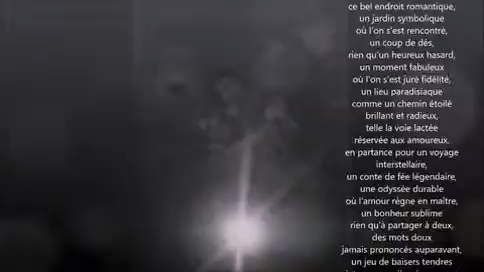 ce bel endroit romantique,
un jardin symbolique
où l'on s'est rencontré,
un coup de dés,
rien qu'un heureux hasard,
un moment fabuleux
où l'on s'est juré fidélité,
un lieu paradisiaque
comme un chemin étoilé
brillant et radieux,
telle la voie lactée
réservée aux amoureux,
en partance pour un voyage
interstellaire,
un conte de fée légendaire,
une odyssée durable
où l'amour règne en maître,
un bonheur sublime
rien qu'à partager à deux,
des mots doux
jamais prononcés auparavant,
un jeu de baisers tendres